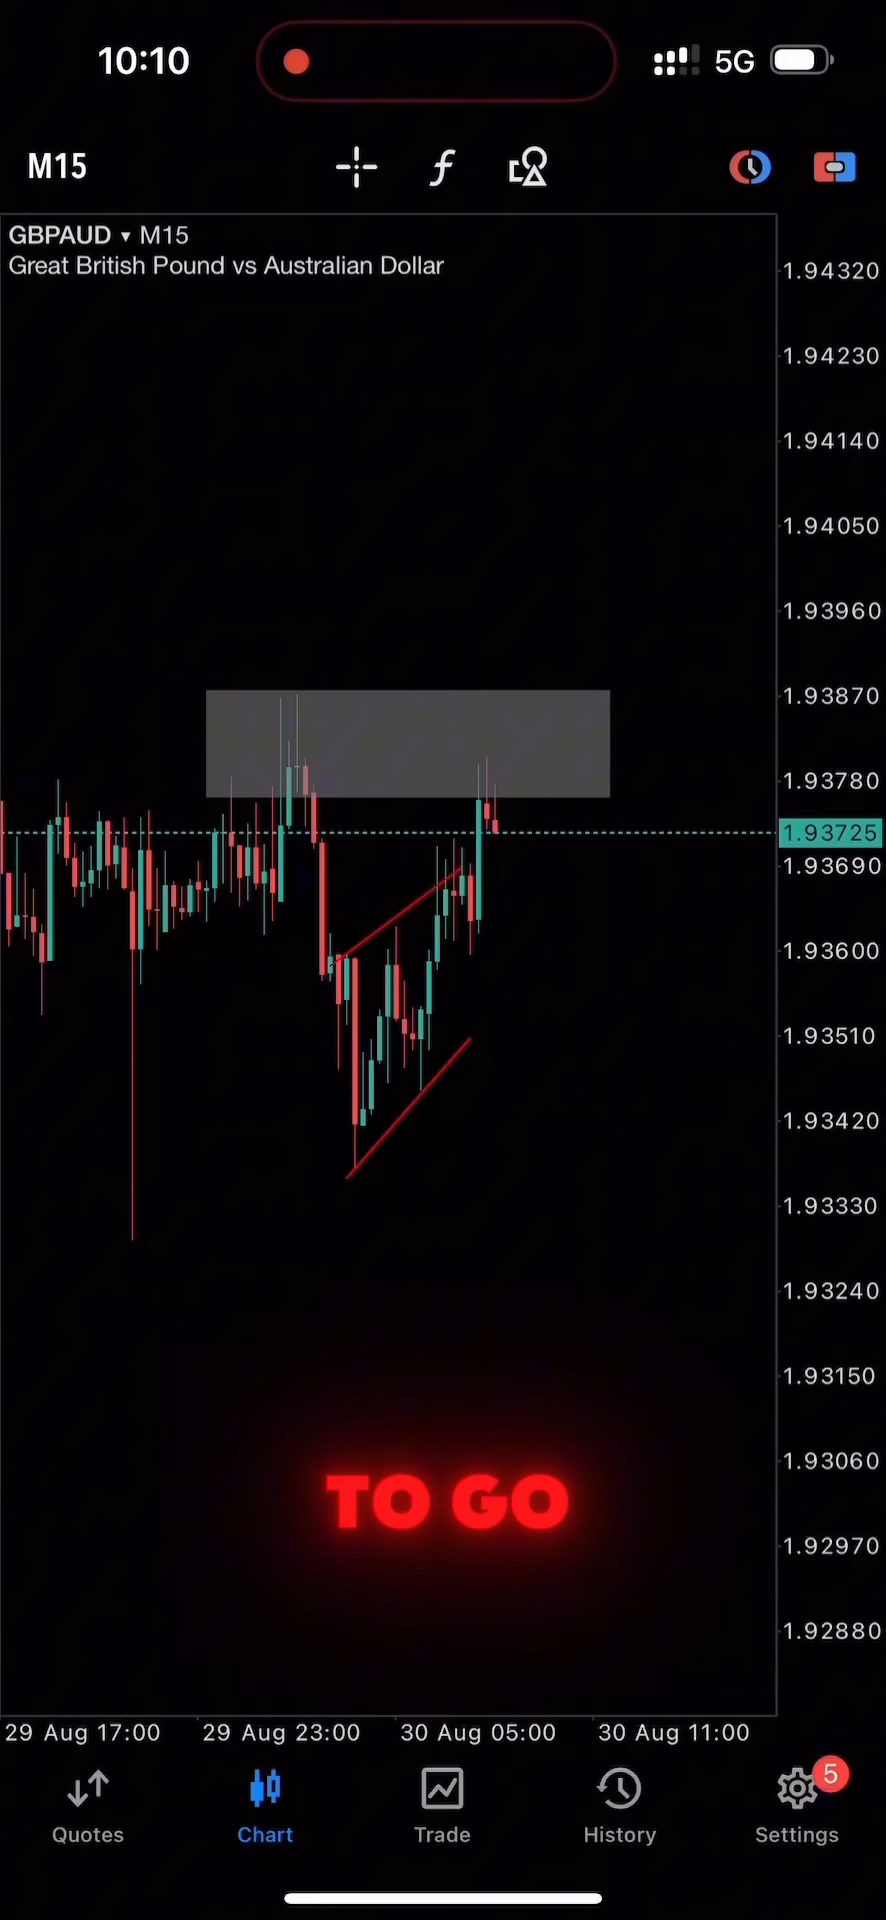 10:10
5G
M15
GBPAUD ▾ M15
Great British Pound vs Australian Dollar
1.94320
1.94230
1.94140
1.94050
1.93960
1.93870
1.93780
1.93725
1.93690
1.93600
1.93510
1.93420
1.93330
1.93240
1.93150
1.93060
TO GO
1.92970
1.92880
29 Aug 17:00 29 Aug 23:00 30 Aug 05:00 30 Aug 11:00
5
Quotes Chart Trade History Settings